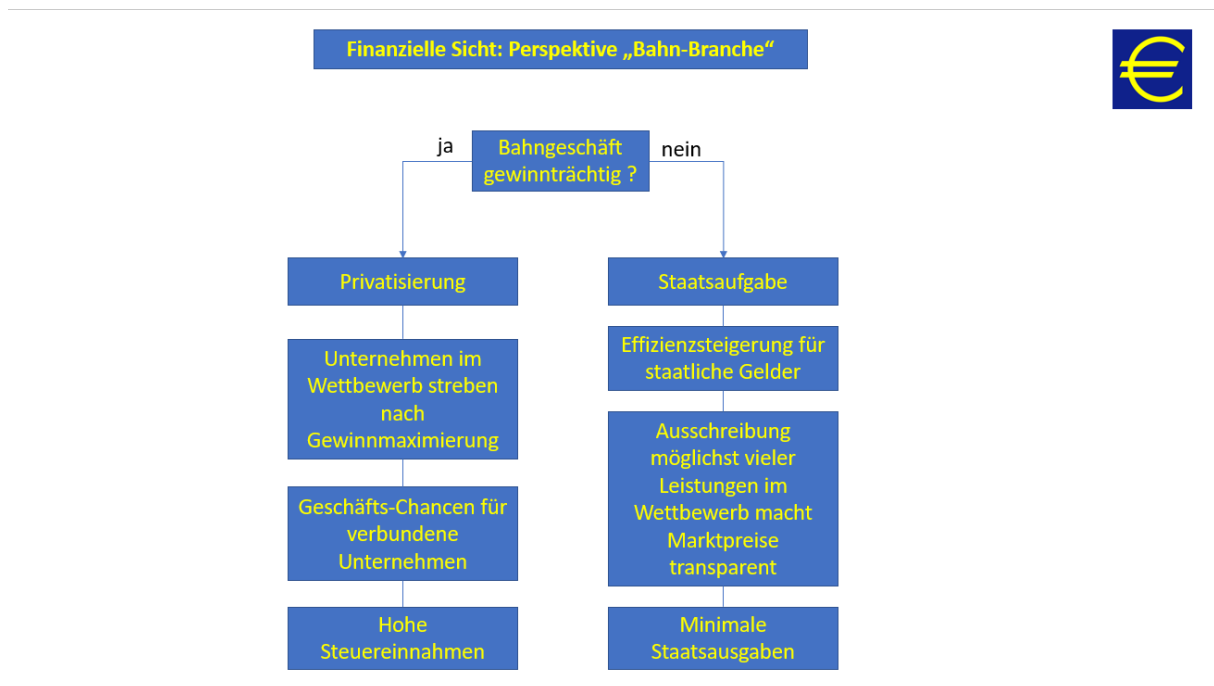 Finanzielle Sicht: Perspektive „Bahn-Branche“
€
ja
Bahngeschäft
gewinnträchtig ?
nein
Privatisierung
Unternehmen im
Wettbewerb streben
nach
Gewinnmaximierung
Geschäfts-Chancen für
verbundene
Unternehmen
Hohe
Steuereinnahmen
Staatsaufgabe
Effizienzsteigerung für
staatliche Gelder
Ausschreibung
möglichst vieler
Leistungen im
Wettbewerb macht
Marktpreise
transparent
Minimale
Staatsausgaben